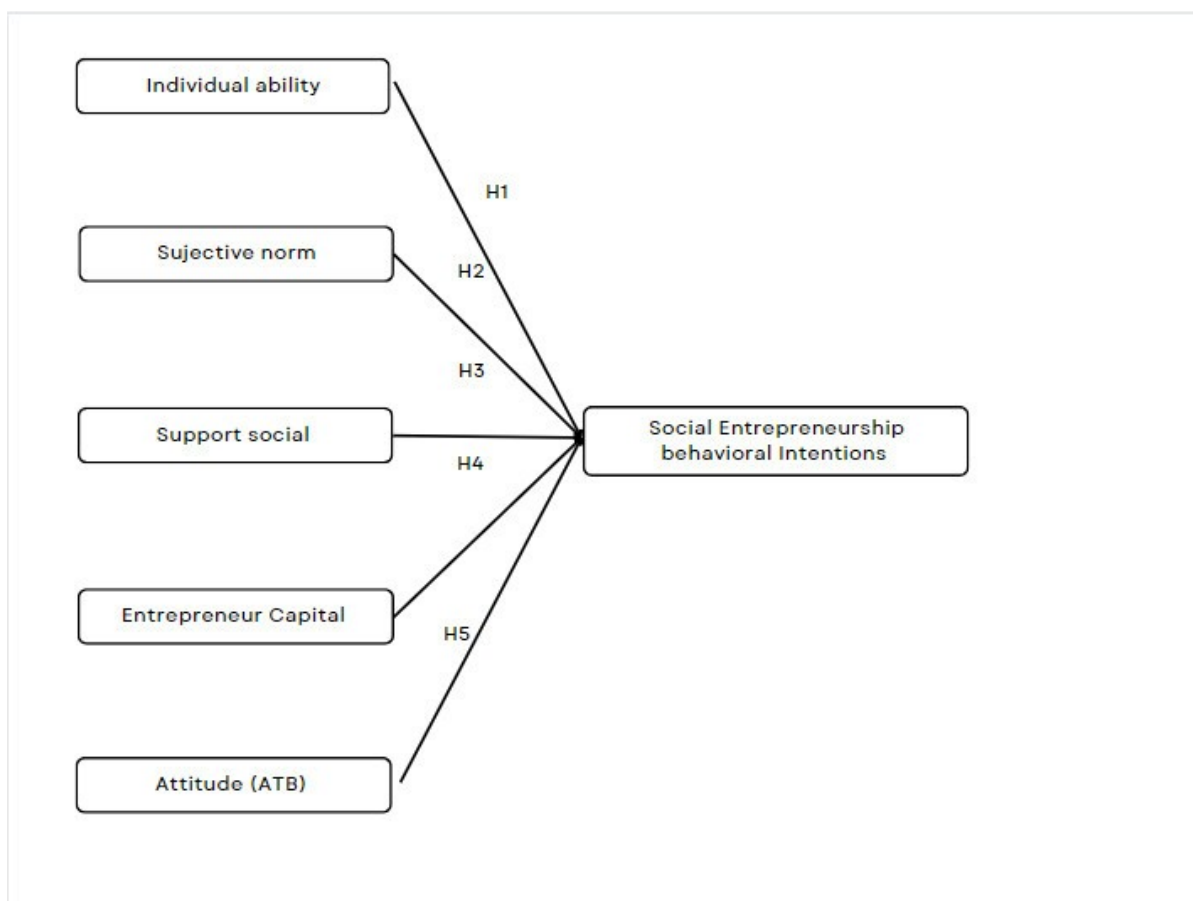 Individual ability
H1
Sujective norm
H2
H3
Support social
Social Entrepreneurship
behavioral Intentions
H4
Entrepreneur Capital
H5
Attitude (ATB)